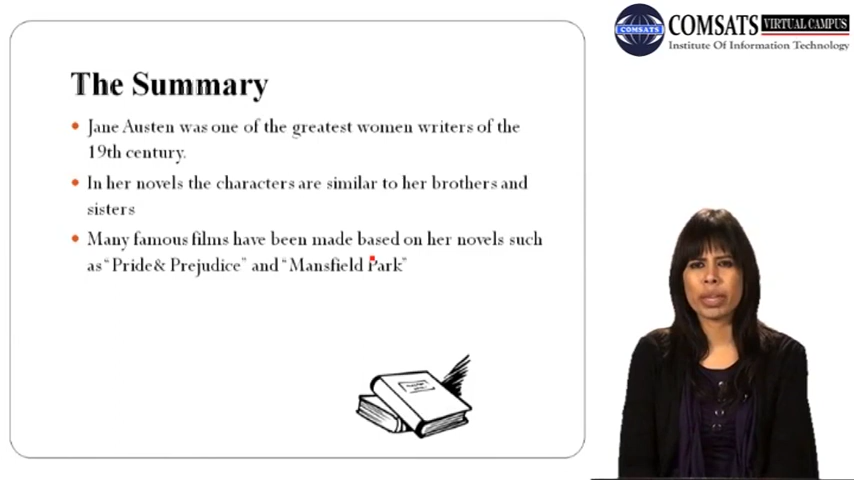 COMSATS
COMSATS
VIRTUAL CAMPUS
Institute Of Information Technology
The Summary
Jane Austen was one of the greatest women writers of the
19th century.
In her novels the characters are similar to her brothers and
sisters
Many famous films have been made based on her novels such
as “Pride& Prejudice” and “Mansfield Park”